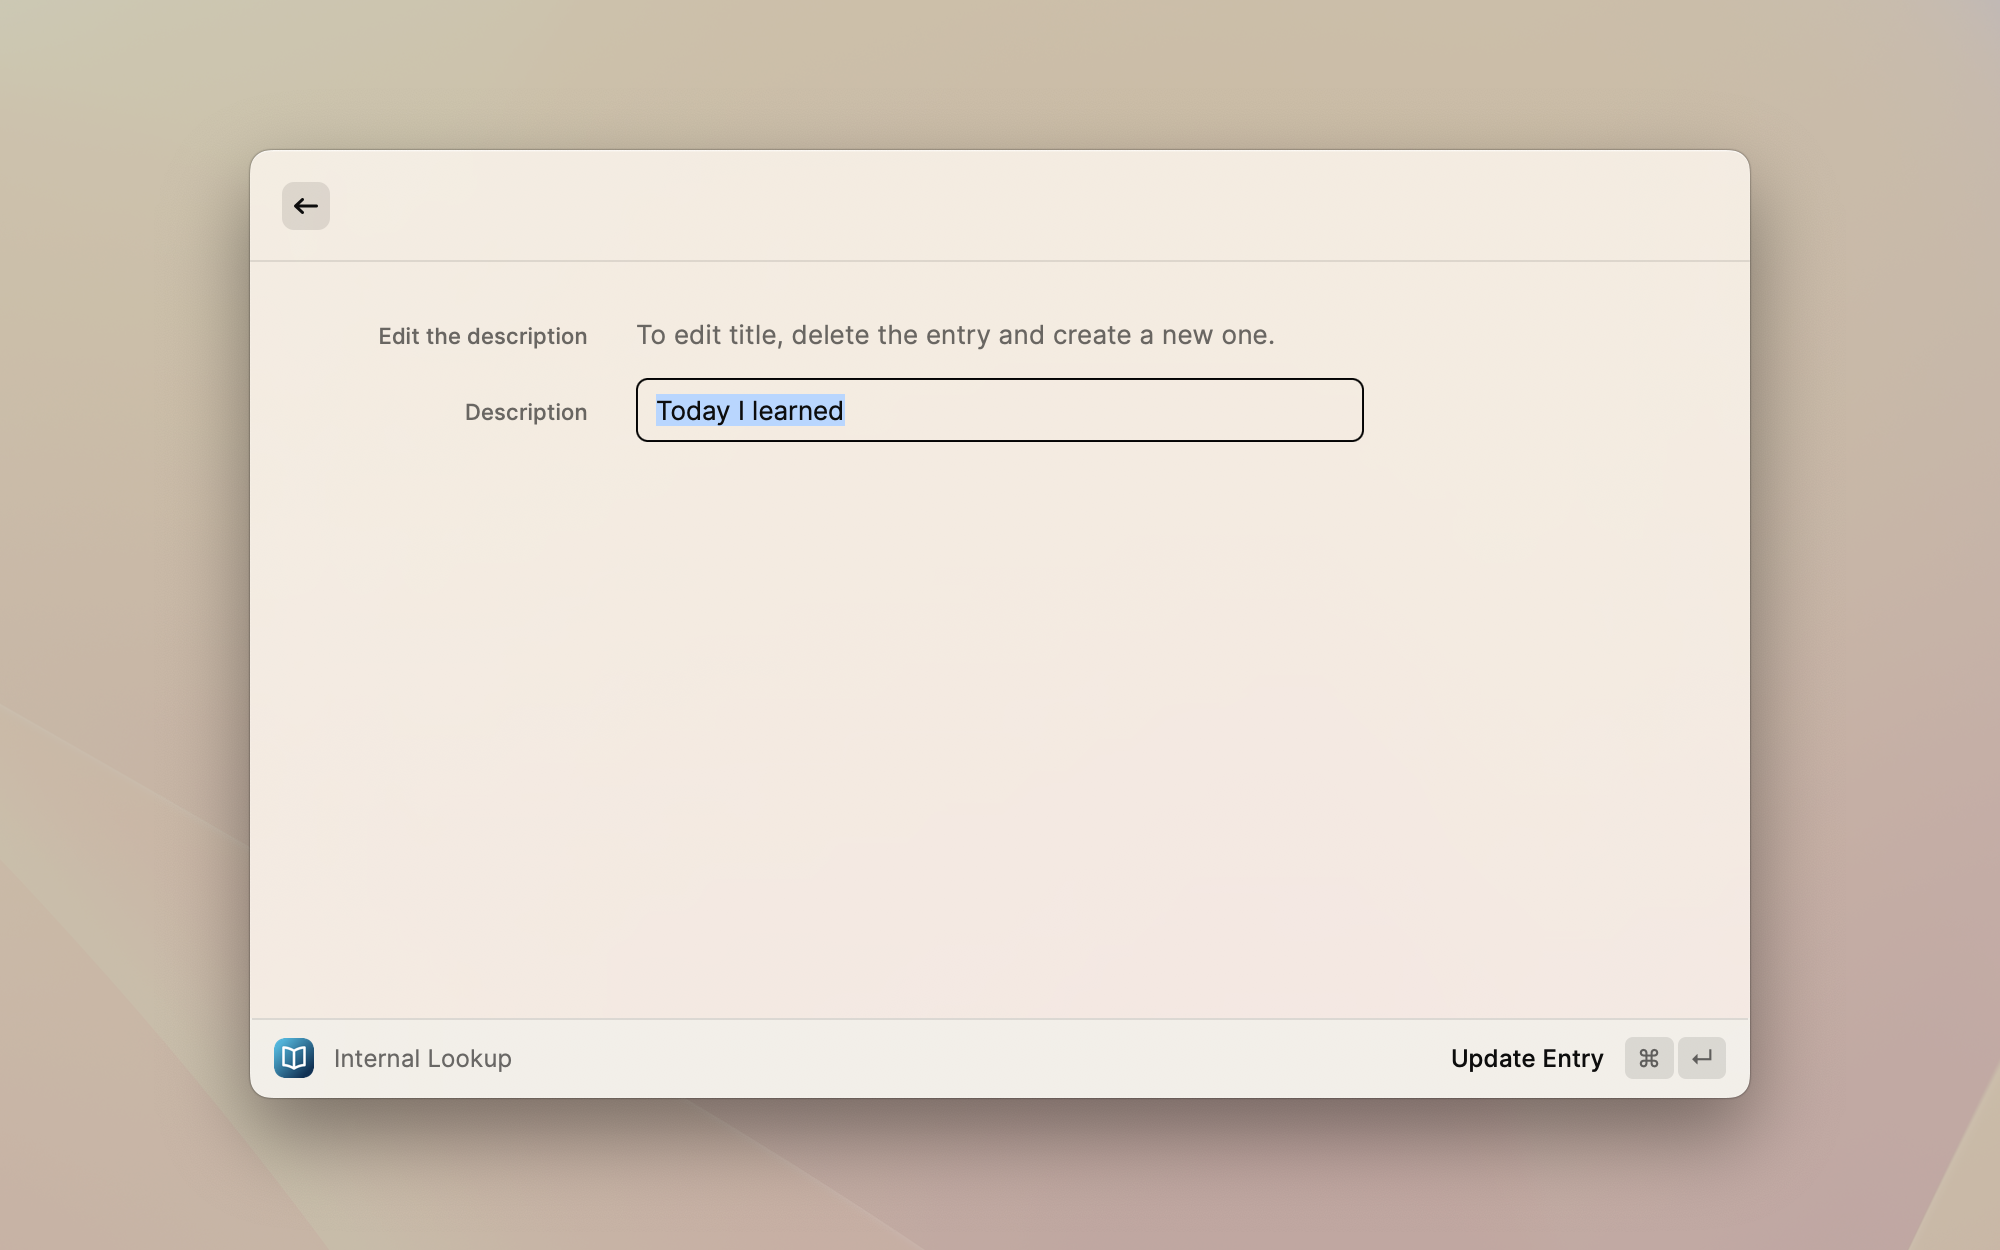 Edit the description
To edit title, delete the entry and create a new one.
Description
Today I learned
Internal Lookup
Update Entry ⌘ ↵